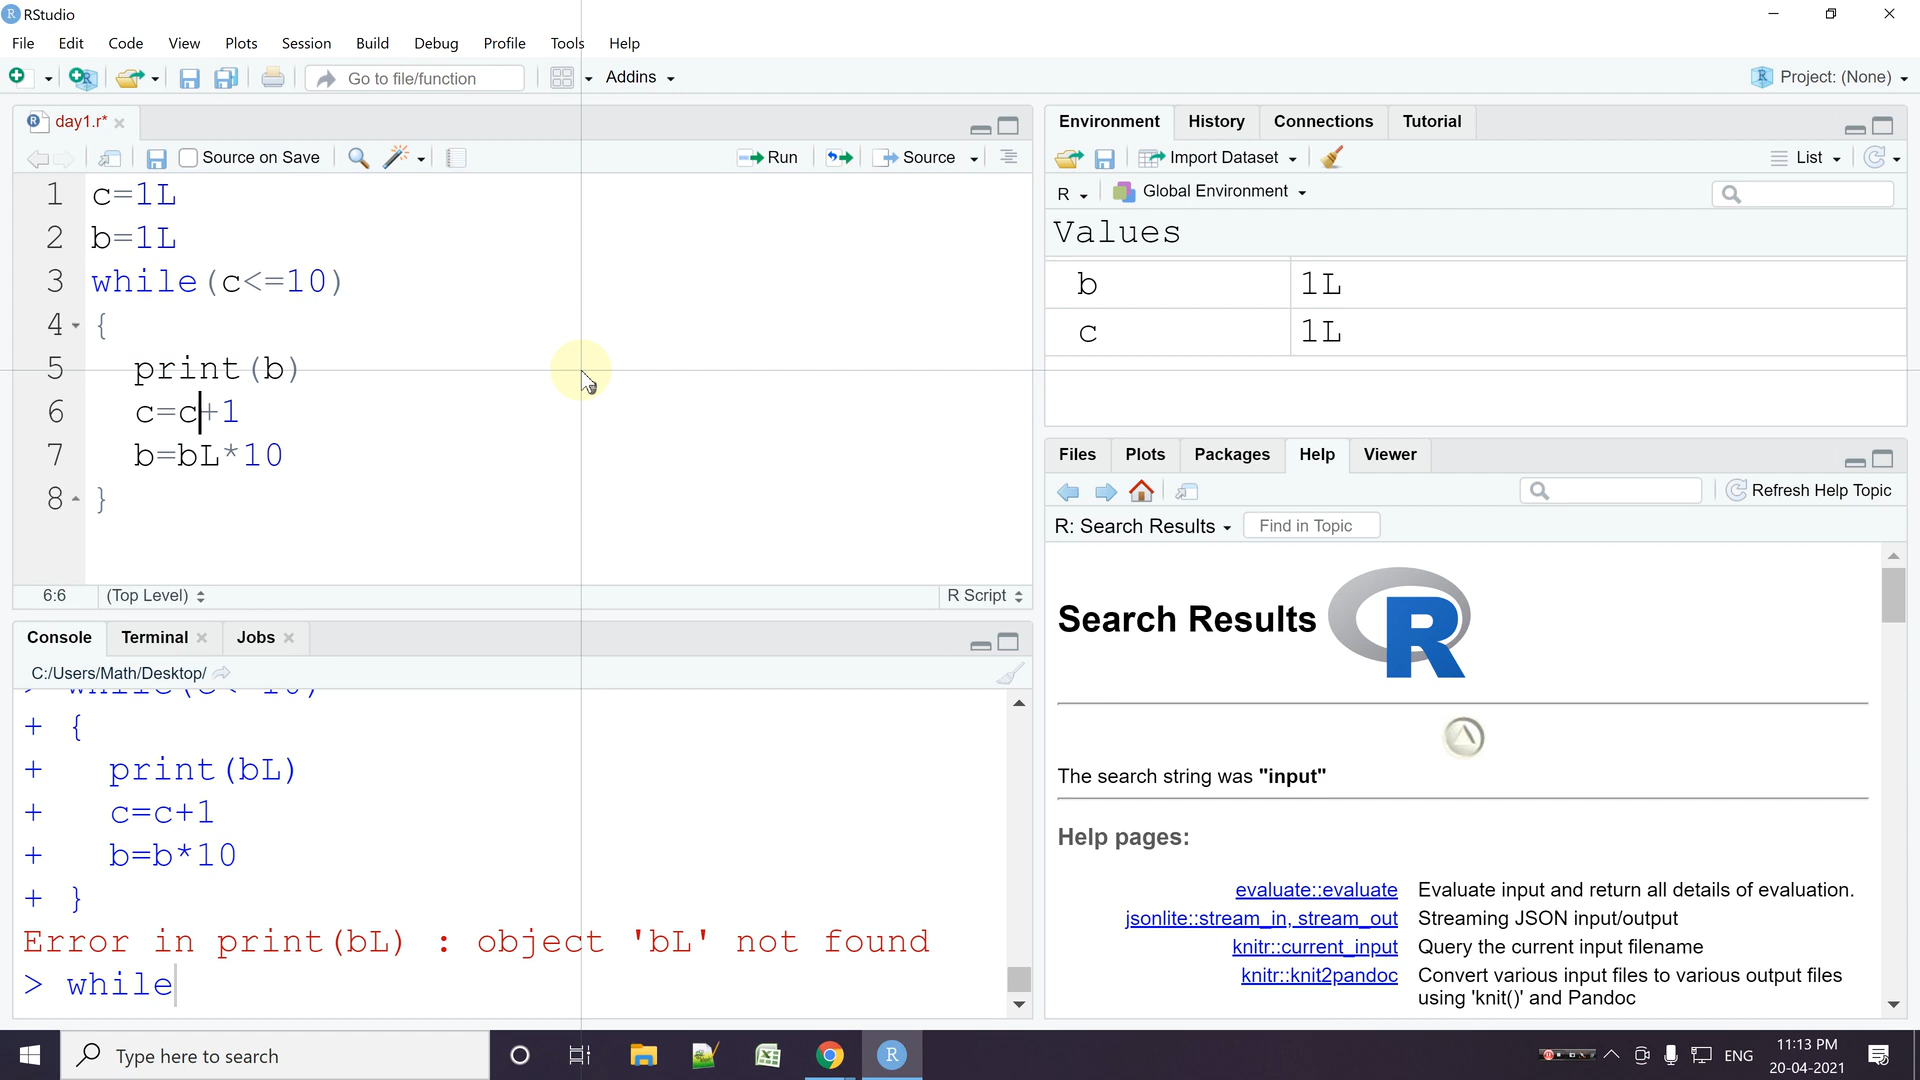 RStudio
File Edit Code View Plots Session Build Debug Profile Tools Help
Go to file/function Addins Project: (None)
day1.r*
Source on Save Run Source
1 c=1L
2 b=1L
3 while(c<=10)
4 {
5 print(b)
6 c=c+1
7 b=bL*10
8 }
6:6 (Top Level) R Script
Console Terminal Jobs
C:/Users/Math/Desktop/
+ {
+ print(bL)
+ c=c+1
+ b=b*10
+ }
Error in print(bL) : object 'bL' not found
> while
Environment History Connections Tutorial
Import Dataset List
R Global Environment
Values
b 1L
c 1L
Files Plots Packages Help Viewer
Refresh Help Topic
R: Search Results Find in Topic
Search Results R
The search string was "input"
Help pages:
evaluate::evaluate Evaluate input and return all details of evaluation.
jsonlite::stream_in, stream_out Streaming JSON input/output
knitr::current_input Query the current input filename
knitr::knit2pandoc Convert various input files to various output files
using 'knit()' and Pandoc
Type here to search
ENG
11:13 PM
20-04-2021